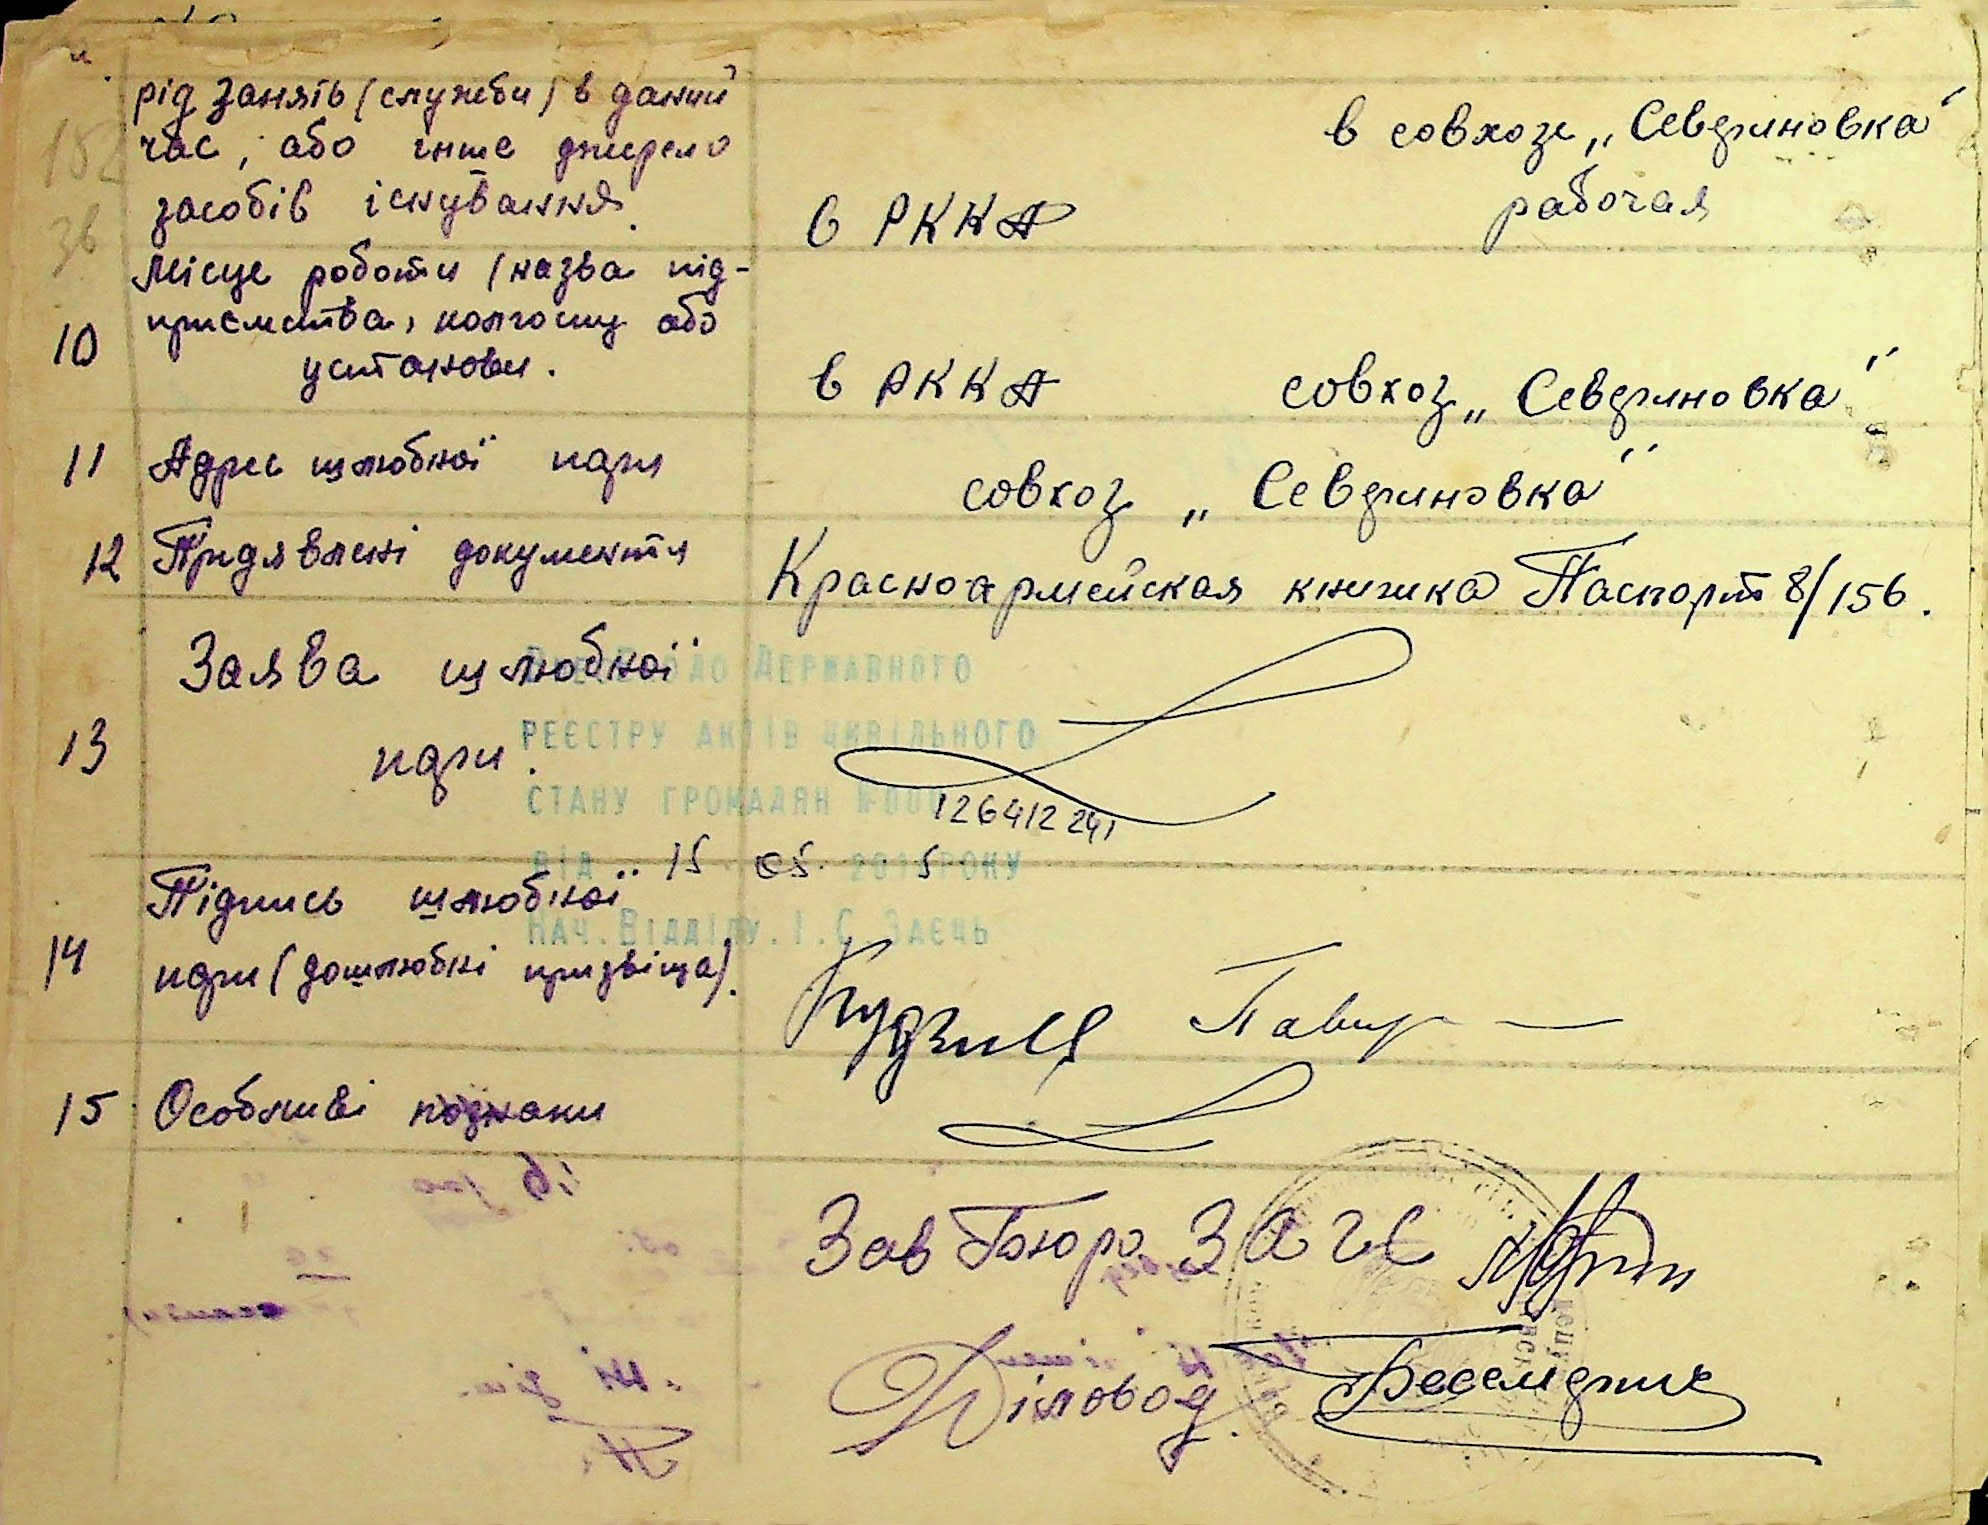 рід занять (служби) в даний
час, або інше джерело
засобів існування.
в совхозе „Севериновка“
рабочая
в РККА
Місце роботи (назва під-
10 приємства, колгоспу або
установи.
в РККА совхоз „Севериновка“
11 Адрес шлюбної пари
совхоз „Севериновка“
12 Предявлені документи
Красноармейская книжка Паспорт 8/156.
13 Заява шлюбної
пари.
ДЕРЖАВНОГО
РЕЄСТРУ АКТІВ ЦИВІЛЬНОГО
СТАНУ ГРОМАДЯН №000
126412241
ВІД 15 05. 2015 РОКУ
НАЧ. ВІДДІЛУ. І.С ЗАЄЦЬ
Підпись шлюбної
14 пари (дошлюбні призвіща).
15 Особливі познаки
Зав Бюро ЗАГС
Діловод.